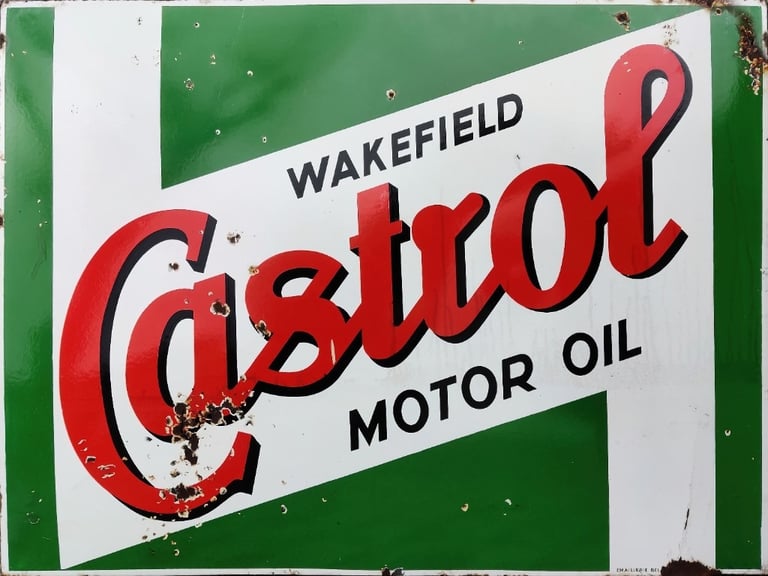 WAKEFIELD
Castrol
MOTOR OIL